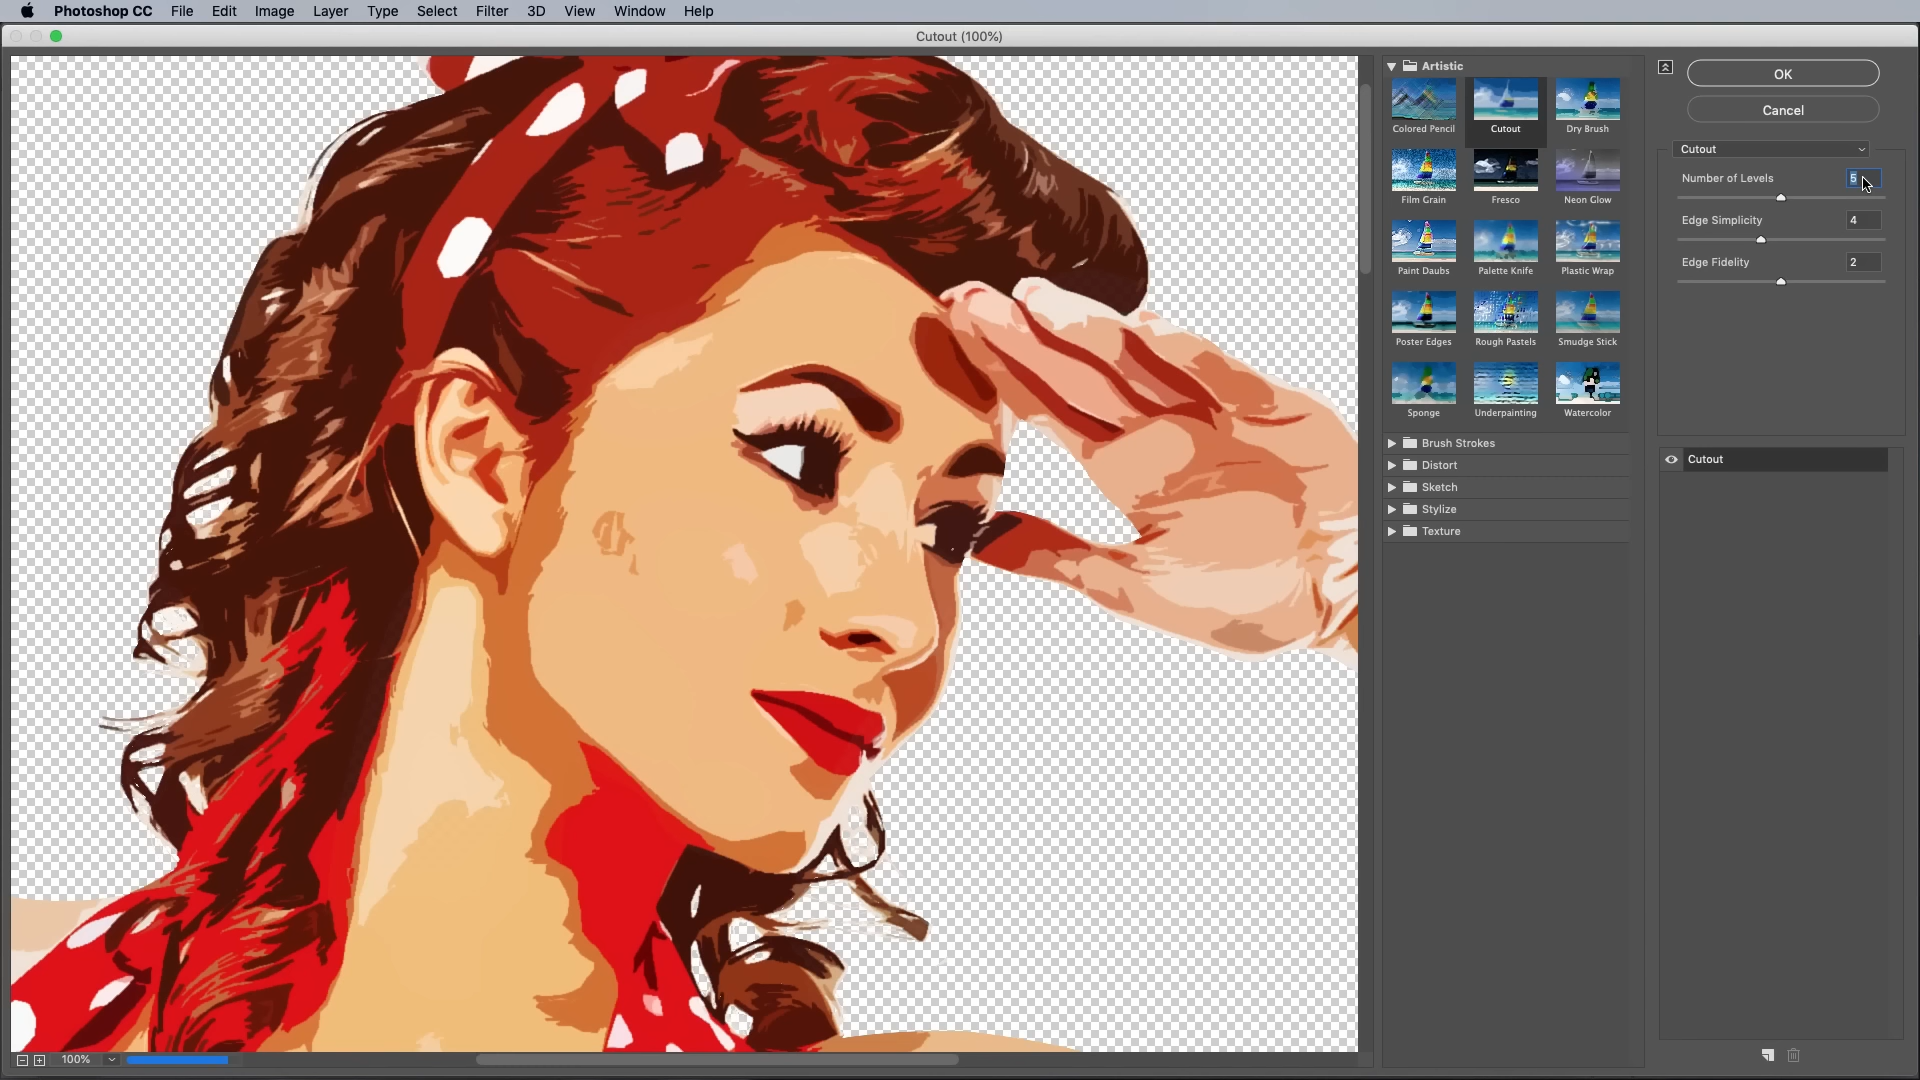 Photoshop CC File Edit Image Layer Type Select Filter 3D View Window Help
Cutout (100%)
Artistic
Colored Pencil Cutout Dry Brush
Film Grain Fresco Neon Glow
Paint Daubs Palette Knife Plastic Wrap
Poster Edges Rough Pastels Smudge Stick
Sponge Underpainting Watercolor
Brush Strokes
Distort
Sketch
Stylize
Texture
OK
Cancel
Cutout
Number of Levels 5
Edge Simplicity 4
Edge Fidelity 2
Cutout
100%